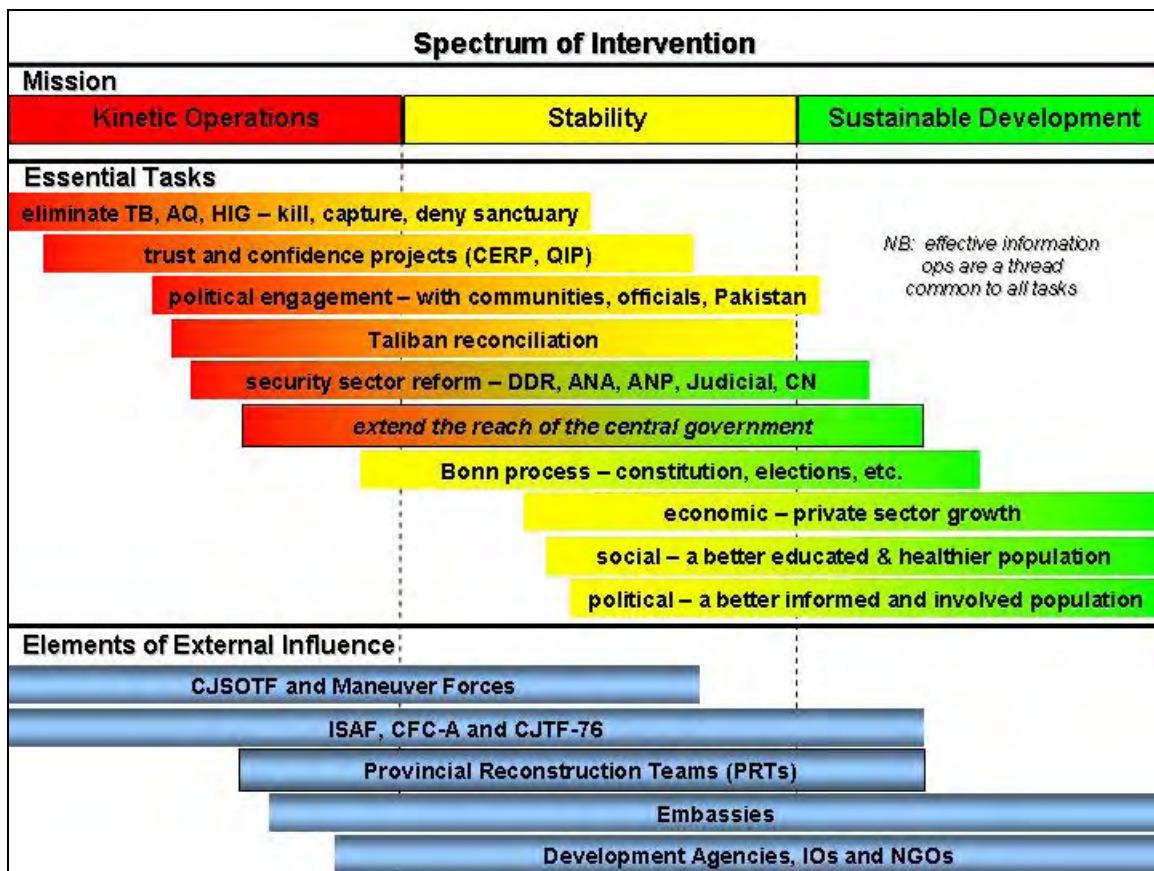 Spectrum of Intervention
Mission
Kinetic Operations
Stability
Sustainable Development
Essential Tasks
eliminate TB, AQ, HIG – kill, capture, deny sanctuary
trust and confidence projects (CERP, QIP)
NB: effective information
ops are a thread
common to all tasks
political engagement – with communities, officials, Pakistan
Taliban reconciliation
security sector reform – DDR, ANA, ANP, Judicial, CN
extend the reach of the central government
Bonn process – constitution, elections, etc.
economic – private sector growth
social – a better educated & healthier population
political – a better informed and involved population
Elements of External Influence
CJSOTF and Maneuver Forces
ISAF, CFC-A and CJTF-76
Provincial Reconstruction Teams (PRTs)
Embassies
Development Agencies, IOs and NGOs